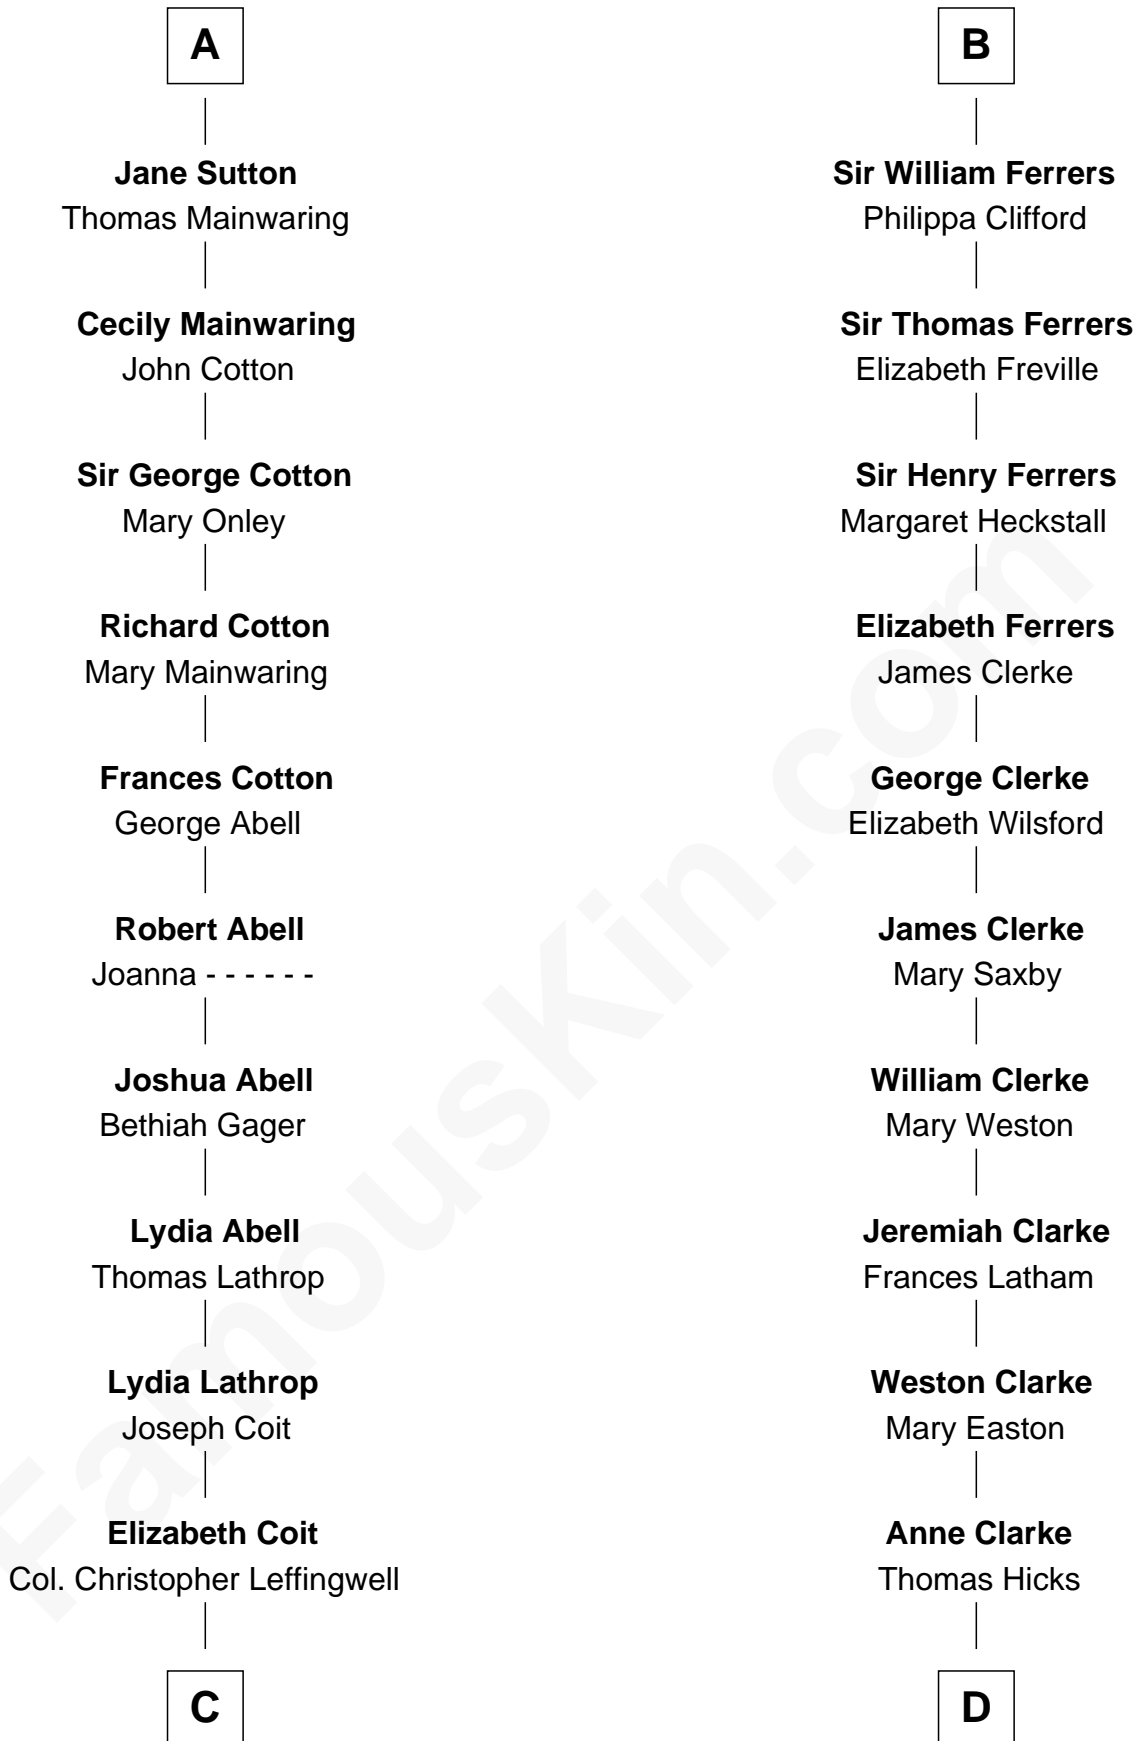 A
Jane Sutton
Thomas Mainwaring
Cecily Mainwaring
John Cotton
Sir George Cotton
Mary Onley
Richard Cotton
Mary Mainwaring
Frances Cotton
George Abell
Robert Abell
Joanna - - - - - -
Joshua Abell
Bethiah Gager
Lydia Abell
Thomas Lathrop
Lydia Lathrop
Joseph Coit
Elizabeth Coit
Col. Christopher Leffingwell
C
B
Sir William Ferrers
Philippa Clifford
Sir Thomas Ferrers
Elizabeth Freville
Sir Henry Ferrers
Margaret Heckstall
Elizabeth Ferrers
James Clerke
George Clerke
Elizabeth Wilsford
James Clerke
Mary Saxby
William Clerke
Mary Weston
Jeremiah Clarke
Frances Latham
Weston Clarke
Mary Easton
Anne Clarke
Thomas Hicks
D
FamousKin.com